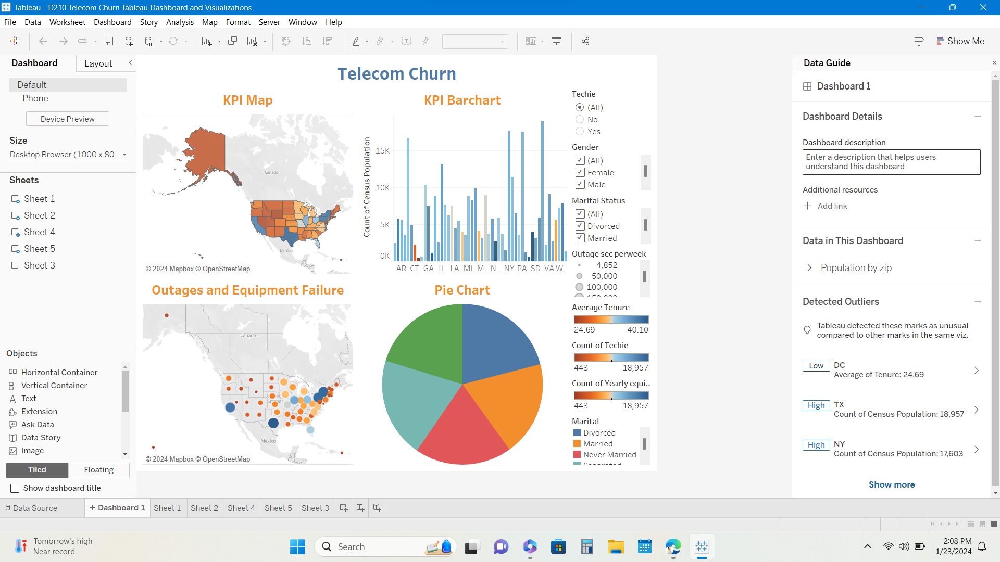 Tableau - D210 Telecom Churn Tableau Dashboard and Visualizations
File Data Worksheet Dashboard Story Analysis Map Format Server Window Help
Show Me
Dashboard Layout
Default
Phone
Device Preview
Size
Desktop Browser (1000 x 80...
Sheets
Sheet 1
Sheet 2
Sheet 4
Sheet 5
Sheet 3
Objects
Horizontal Container
Vertical Container
Text
Extension
Ask Data
Data Story
Image
Tiled Floating
Show dashboard title
Telecom Churn
KPI Map
Canada
Mexico
© 2024 Mapbox © OpenStreetMap
KPI Barchart
Count of Census Population
15K
10K
5K
0K
AR CT GA IL LA MI M. N.. NY PA SD VA W.
Outages and Equipment Failure
Canada
United States
Mexico
© 2024 Mapbox © OpenStreetMap
Pie Chart
Techie
(All)
No
Yes
Gender
(All)
Female
Male
Marital Status
(All)
Divorced
Married
Outage sec perweek
4,852
50,000
100,000
150,000
Average Tenure
24.69 40.10
Count of Techie
443 18,957
Count of Yearly equi..
443 18,957
Marital
Divorced
Married
Never Married
Separated
Data Guide
Dashboard 1
Dashboard Details
Dashboard description
Enter a description that helps users
understand this dashboard
Additional resources
Add link
Data in This Dashboard
Population by zip
Detected Outliers
Tableau detected these marks as unusual
compared to other marks in the same viz.
Low DC
Average of Tenure: 24.69
High TX
Count of Census Population: 18,957
High NY
Count of Census Population: 17,603
Show more
Data Source Dashboard 1 Sheet 1 Sheet 2 Sheet 4 Sheet 5 Sheet 3
Tomorrow's high
Near record
Search
2:08 PM
1/23/2024